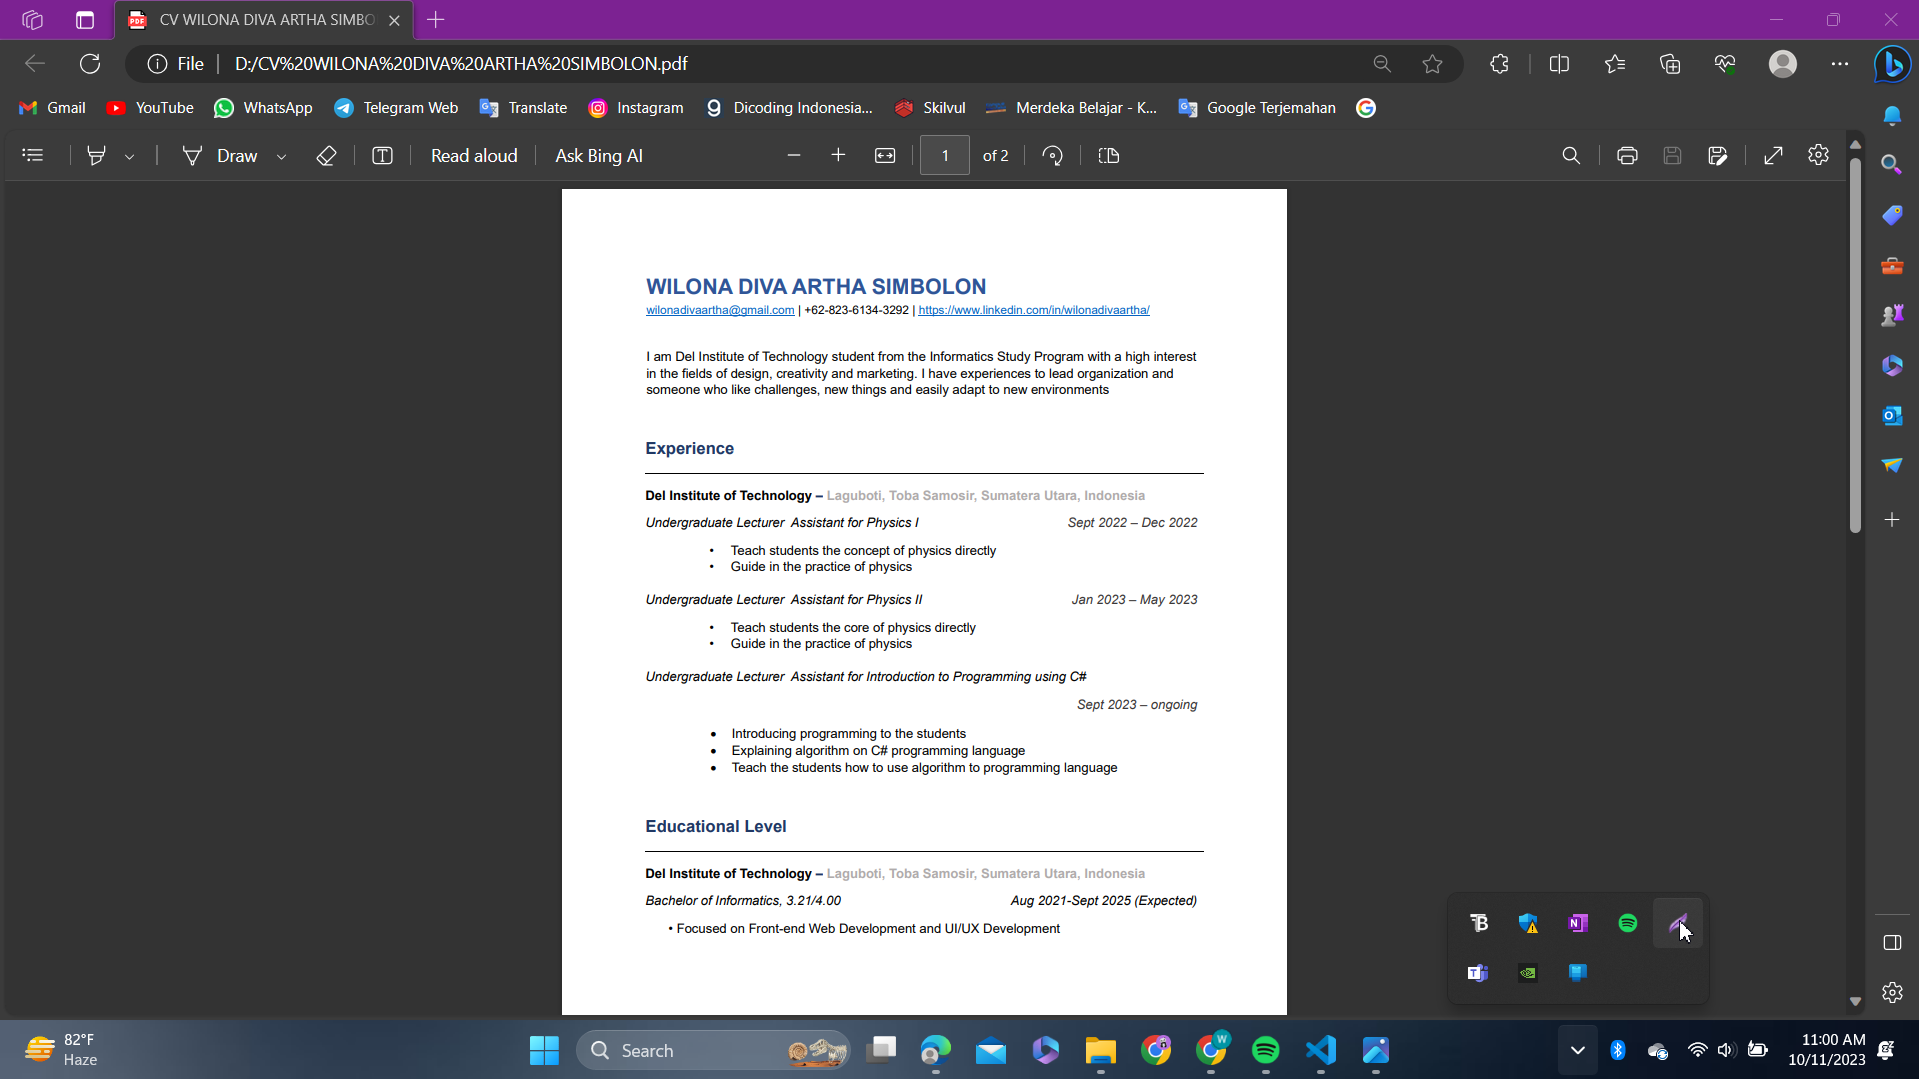 CV WILONA DIVA ARTHA SIMBO
File D:/CV%20WILONA%20DIVA%20ARTHA%20SIMBOLON.pdf
Gmail YouTube WhatsApp Telegram Web Translate Instagram Dicoding Indonesia... Skilvul Merdeka Belajar - K... Google Terjemahan
Draw Read aloud Ask Bing AI 1 of 2
WILONA DIVA ARTHA SIMBOLON
wilonadivaartha@gmail.com | +62-823-6134-3292 | https://www.linkedin.com/in/wilonadivaartha/
I am Del Institute of Technology student from the Informatics Study Program with a high interest
in the fields of design, creativity and marketing. I have experiences to lead organization and
someone who like challenges, new things and easily adapt to new environments
Experience
Del Institute of Technology – Laguboti, Toba Samosir, Sumatera Utara, Indonesia
Undergraduate Lecturer Assistant for Physics I Sept 2022 – Dec 2022
• Teach students the concept of physics directly
• Guide in the practice of physics
Undergraduate Lecturer Assistant for Physics II Jan 2023 – May 2023
• Teach students the core of physics directly
• Guide in the practice of physics
Undergraduate Lecturer Assistant for Introduction to Programming using C#
Sept 2023 – ongoing
• Introducing programming to the students
• Explaining algorithm on C# programming language
• Teach the students how to use algorithm to programming language
Educational Level
Del Institute of Technology – Laguboti, Toba Samosir, Sumatera Utara, Indonesia
Bachelor of Informatics, 3.21/4.00 Aug 2021-Sept 2025 (Expected)
• Focused on Front-end Web Development and UI/UX Development
82°F
Haze
Search
11:00 AM
10/11/2023